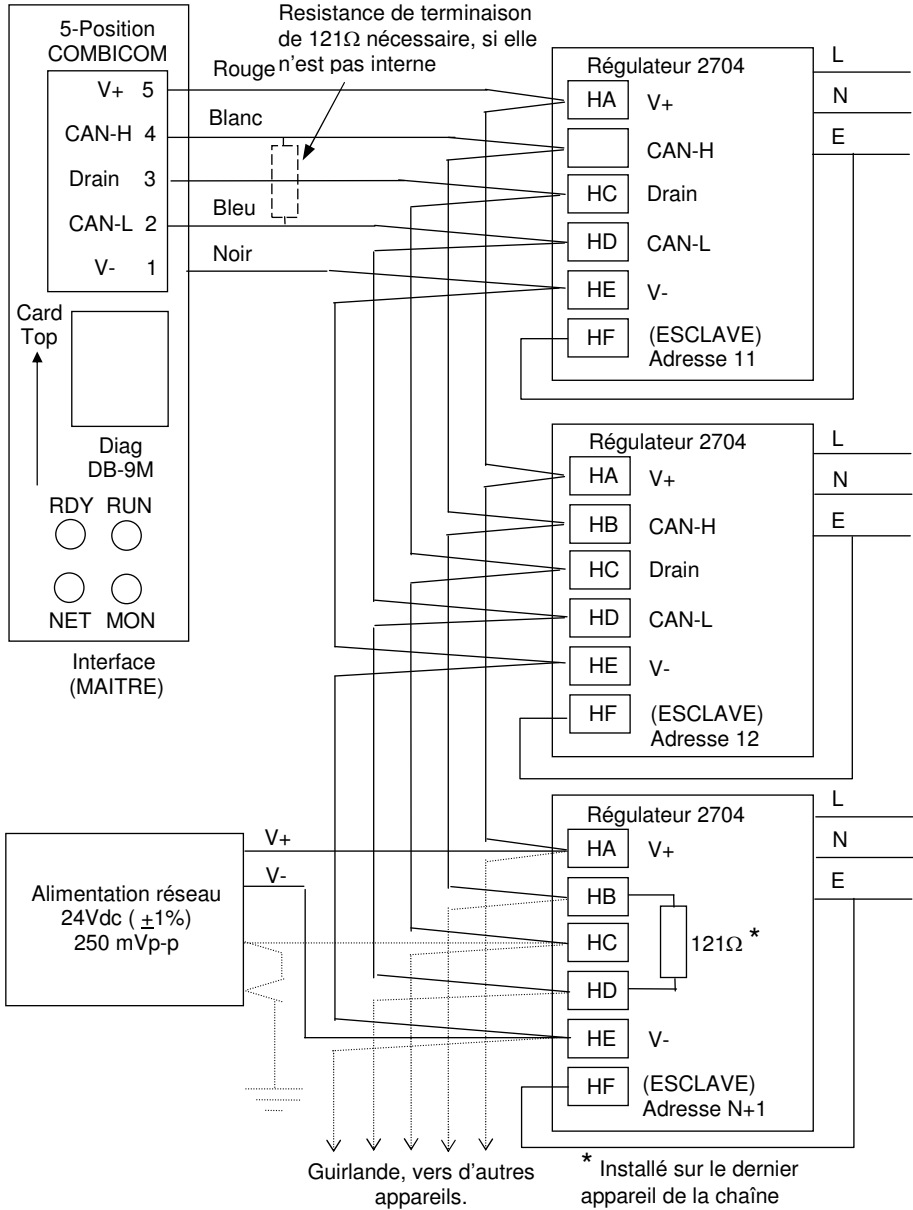 5-Position
COMBICOM
V+ 5
CAN-H 4
Drain 3
CAN-L 2
V- 1
Card
Top
Diag
DB-9M
RDY RUN
NET MON
Interface
(MAITRE)
Resistance de terminaison
de 121Ω nécessaire, si elle
n'est pas interne
Rouge
Blanc
Bleu
Noir
Régulateur 2704
HA V+
CAN-H
HC Drain
HD CAN-L
HE V-
HF (ESCLAVE)
Adresse 11
L
N
E
Régulateur 2704
HA V+
HB CAN-H
HC Drain
HD CAN-L
HE V-
HF (ESCLAVE)
Adresse 12
L
N
E
Alimentation réseau
24Vdc ( ±1%)
250 mVp-p
V+
V-
Régulateur 2704
HA V+
HB
HC 121Ω *
HD
HE V-
HF (ESCLAVE)
Adresse N+1
L
N
E
Guirlande, vers d'autres
appareils.
* Installé sur le dernier
appareil de la chaîne